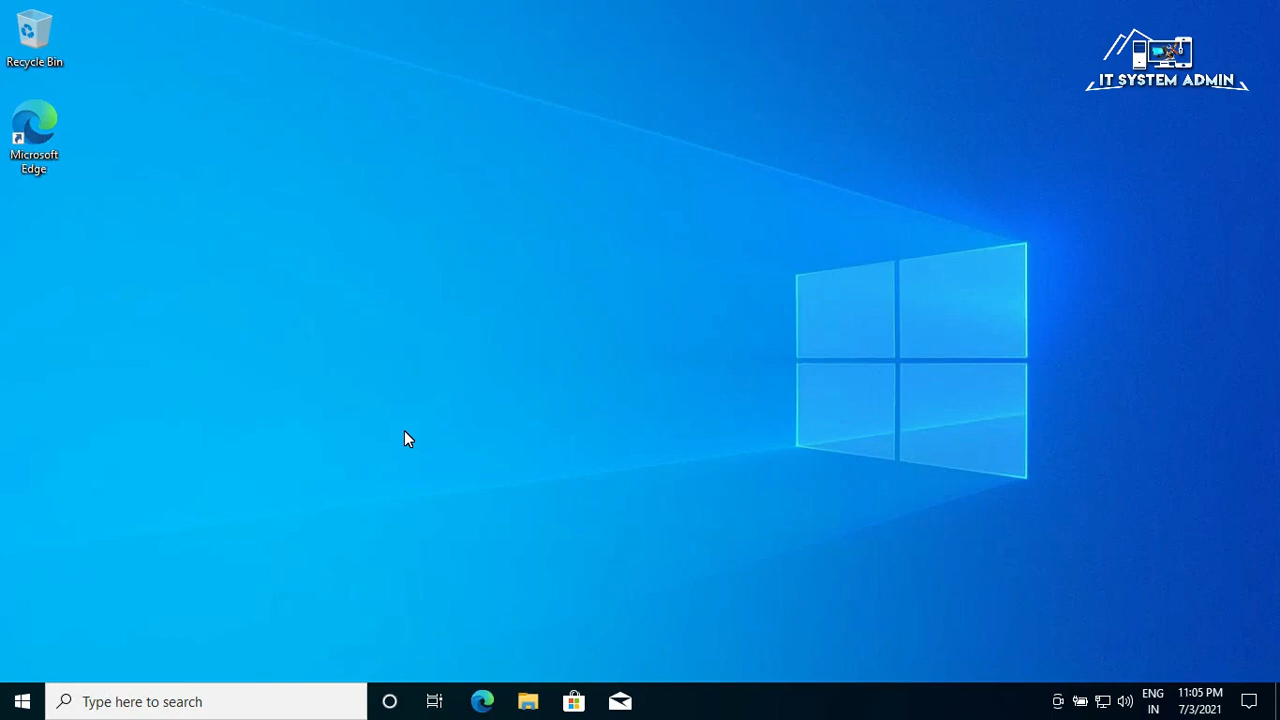 Recycle Bin
IT SYSTEM ADMIN
Microsoft
Edge
Type here to search
ENG
IN
11:05 PM
7/3/2021